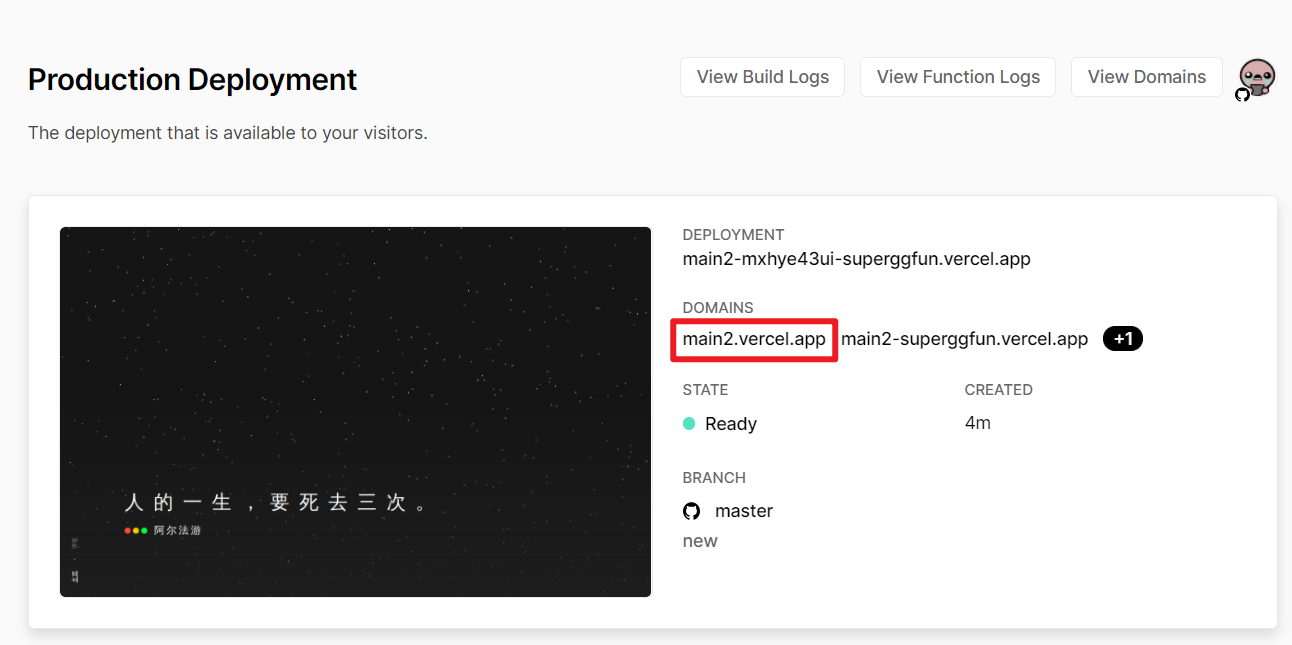 Production Deployment
View Build Logs
View Function Logs
View Domains
The deployment that is available to your visitors.
DEPLOYMENT
main2-mxhye43ui-superggfun.vercel.app
DOMAINS
main2.vercel.app
main2-superggfun.vercel.app
+1
STATE
CREATED
Ready
4m
BRANCH
master
new
人的一生，要死去三次。
阿尔法游